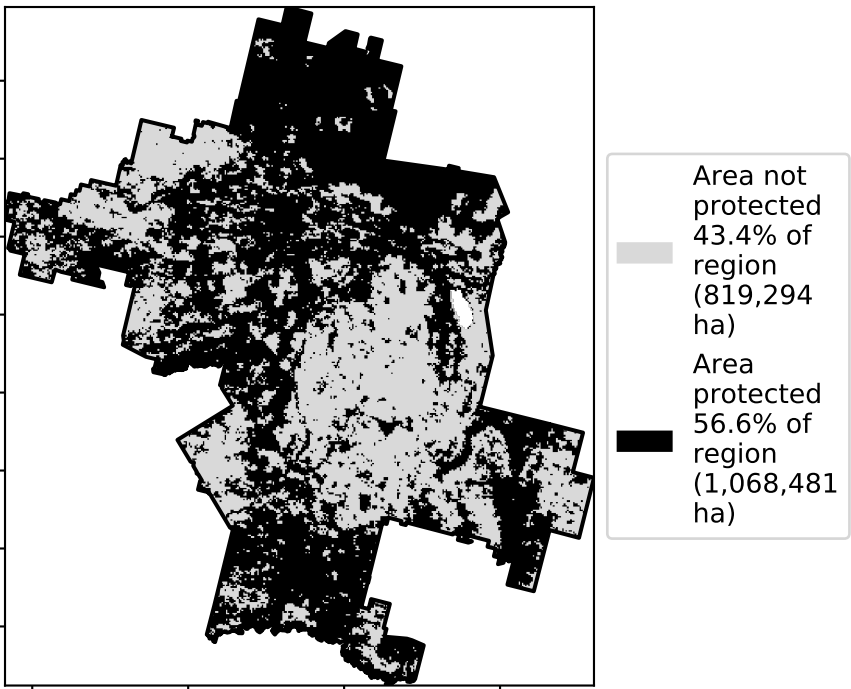 Area not
protected
43.4% of
region
(819,294
ha)
Area
protected
56.6% of
region
(1,068,481
ha)